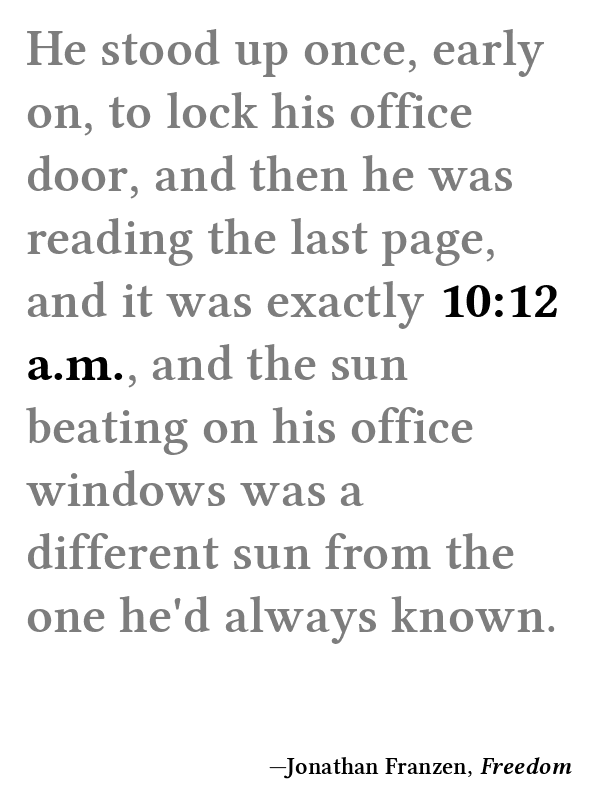 He stood up once, early
on, to lock his office
door, and then he was
reading the last page,
and it was exactly 10:12
a.m., and the sun
beating on his office
windows was a
different sun from the
one he'd always known.
—Jonathan Franzen, Freedom